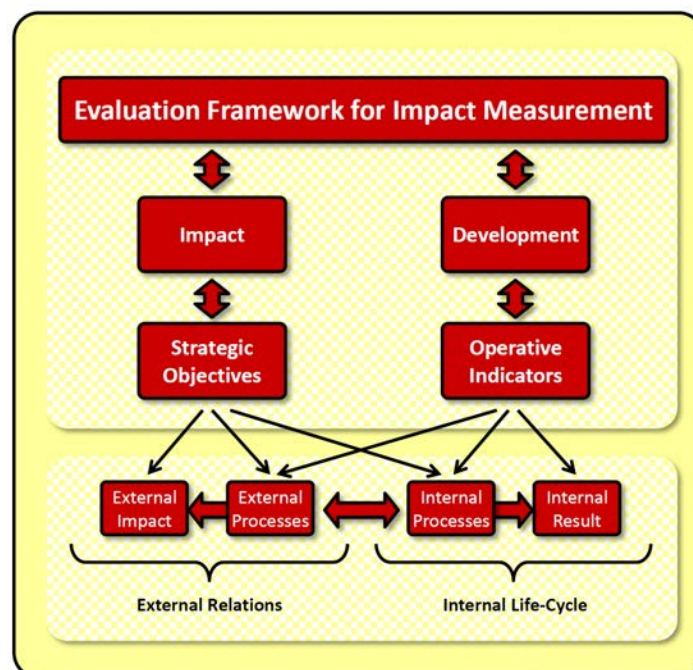 Evaluation Framework for Impact Measurement
Impact
Development
Strategic
Objectives
Operative
Indicators
External
Impact
External
Processes
Internal
Processes
Internal
Result
External Relations
Internal Life-Cycle